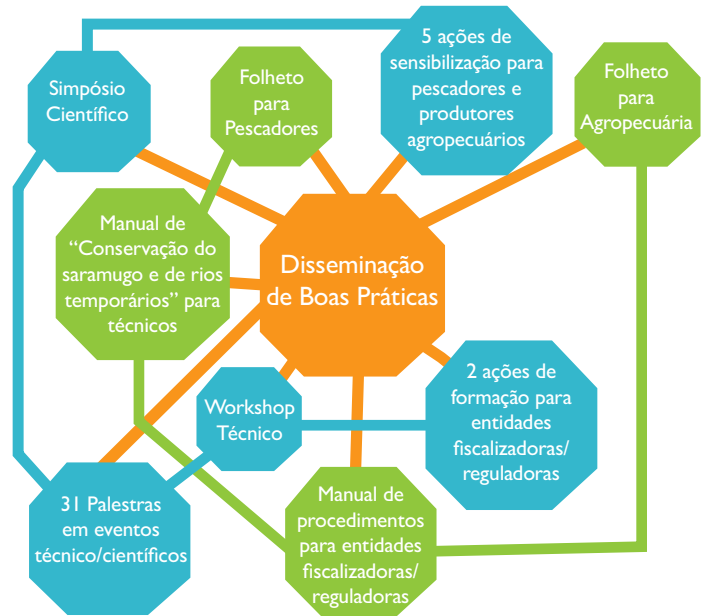 Simpósio
Científico
Folheto
para
Pescadores
5 ações de
sensibilização para
pescadores e
produtores
agropecuários
Folheto
para
Agropecuária
Manual de
“Conservação do
saramugo e de rios
temporários” para
técnicos
Disseminação
de Boas Práticas
Workshop
Técnico
2 ações de
formação para
entidades
fiscalizadoras/
reguladoras
31 Palestras
em eventos
técnico/científicos
Manual de
procedimentos
para entidades
fiscalizadoras/
reguladoras